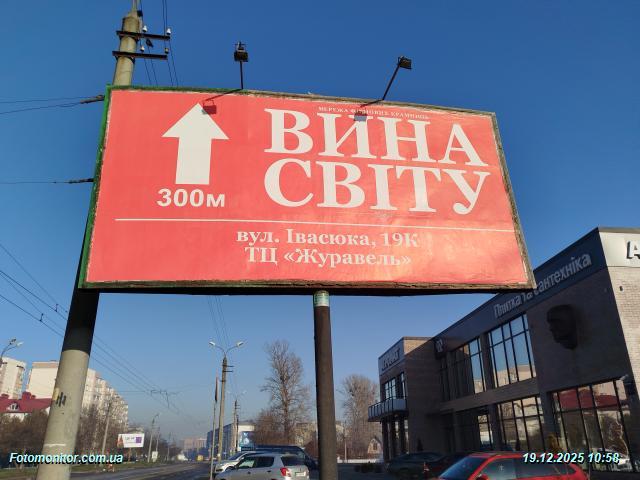 МЕРЕЖА ФІРМОВИХ КРАМНИЦЬ
ВИНА
СВІТУ
300м
вул. Івасюка, 19К
ТЦ «Журавель»
Плитка та сантехніка
Fotomonitor.com.ua
19.12.2025 10:58